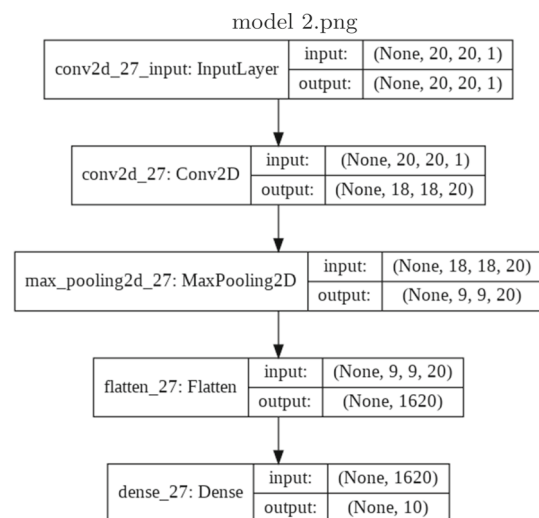 model 2.png
conv2d_27_input: InputLayer
input: (None, 20, 20, 1)
output: (None, 20, 20, 1)
conv2d_27: Conv2D
input: (None, 20, 20, 1)
output: (None, 18, 18, 20)
max_pooling2d_27: MaxPooling2D
input: (None, 18, 18, 20)
output: (None, 9, 9, 20)
flatten_27: Flatten
input: (None, 9, 9, 20)
output: (None, 1620)
dense_27: Dense
input: (None, 1620)
output: (None, 10)